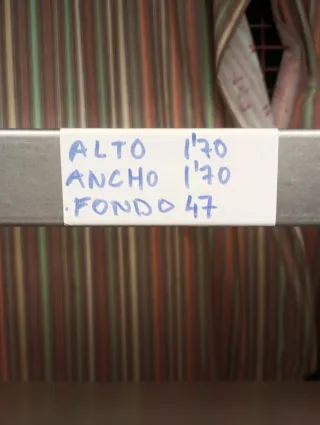 ALTO 1'70
ANCHO 1'70
.FONDO 47